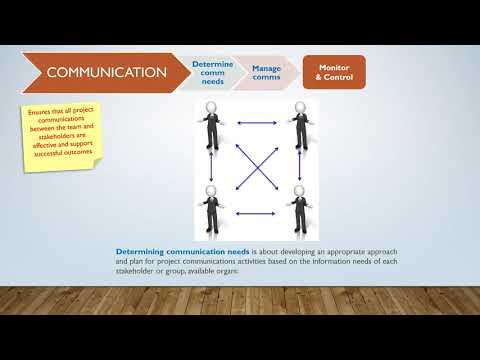 COMMUNICATION
Determine
comm
needs
Manage
comms
Monitor
& Control
Ensures that all project
communications
between the team and
stakeholders are
effective and support
successful outcomes
Determining communication needs is about developing an appropriate approach
and plan for project communications activities based on the information needs of each
stakeholder or group, available organi: